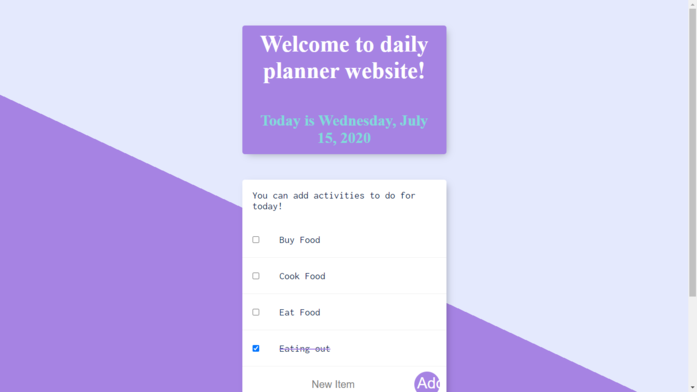 Welcome to daily
planner website!
Today is Wednesday, July
15, 2020
You can add activities to do for
today!
Buy Food
Cook Food
Eat Food
Eating out
New Item
Add